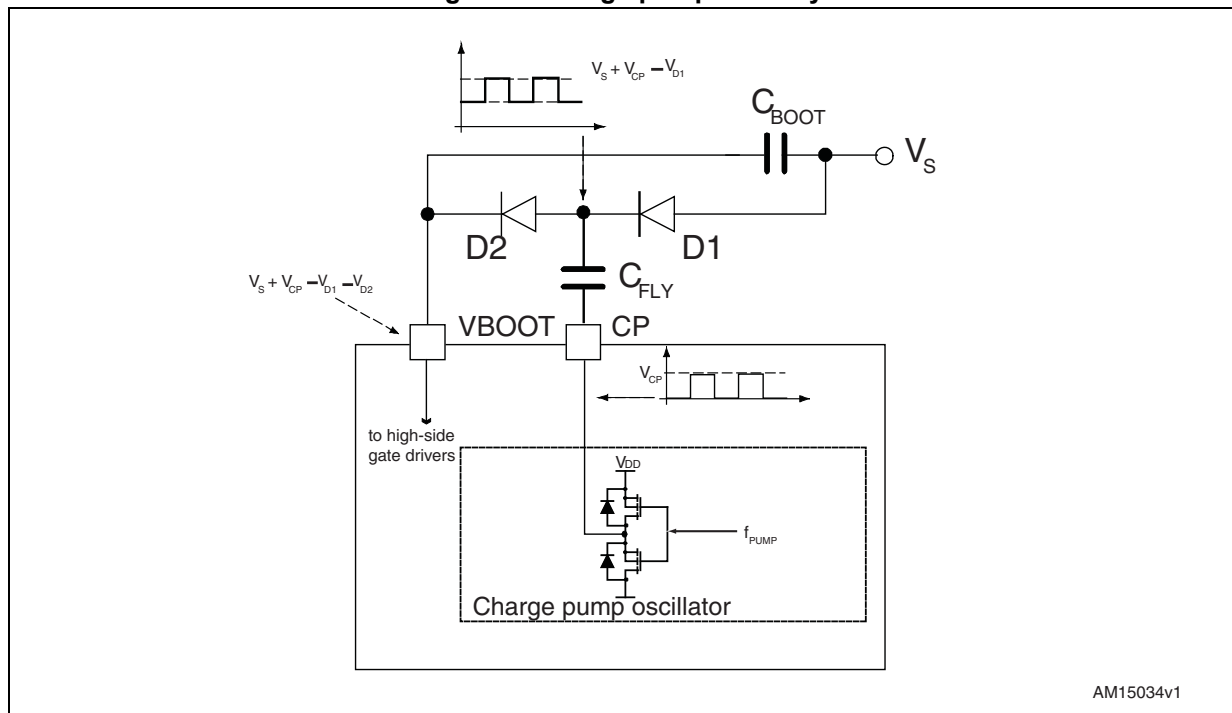 V_S + V_CP – V_D1
C_BOOT
V_S
D2
D1
C_FLY
V_S + V_CP – V_D1 – V_D2
VBOOT
CP
V_CP
to high-side
gate drivers
VDD
f_PUMP
Charge pump oscillator
AM15034v1